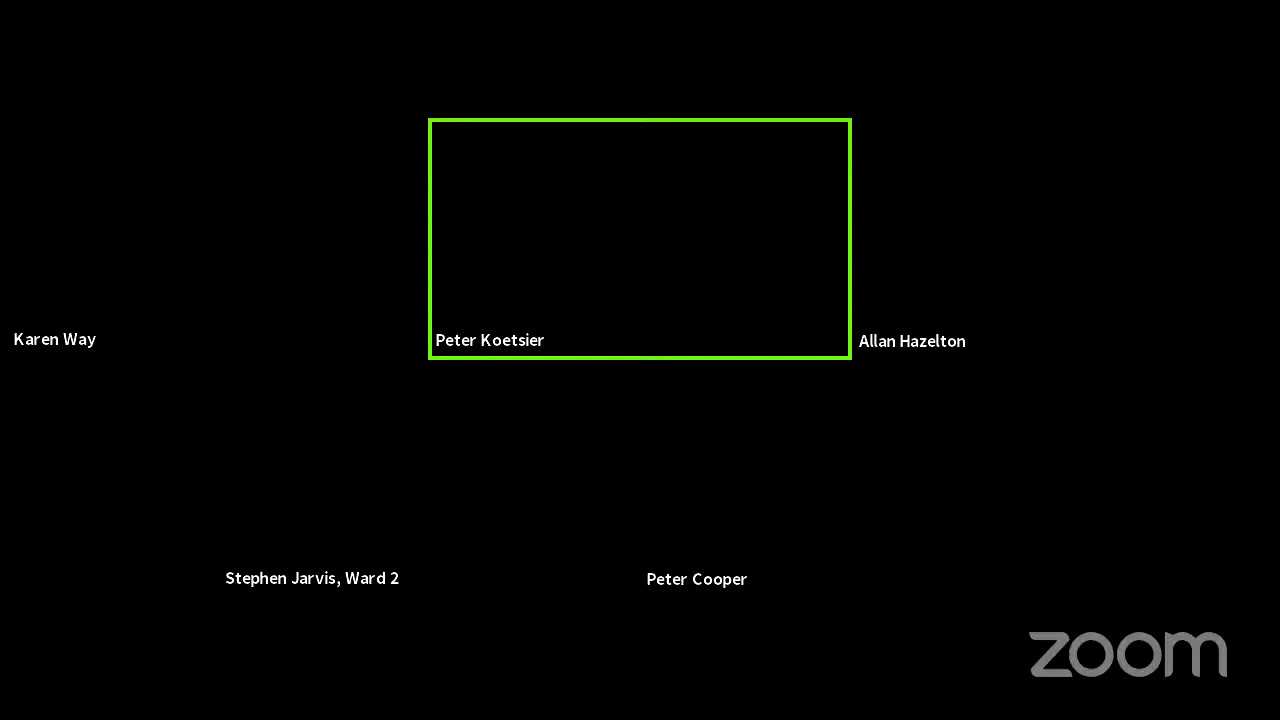 Karen Way
Peter Koetsier
Allan Hazelton
Stephen Jarvis, Ward 2
Peter Cooper
zoom